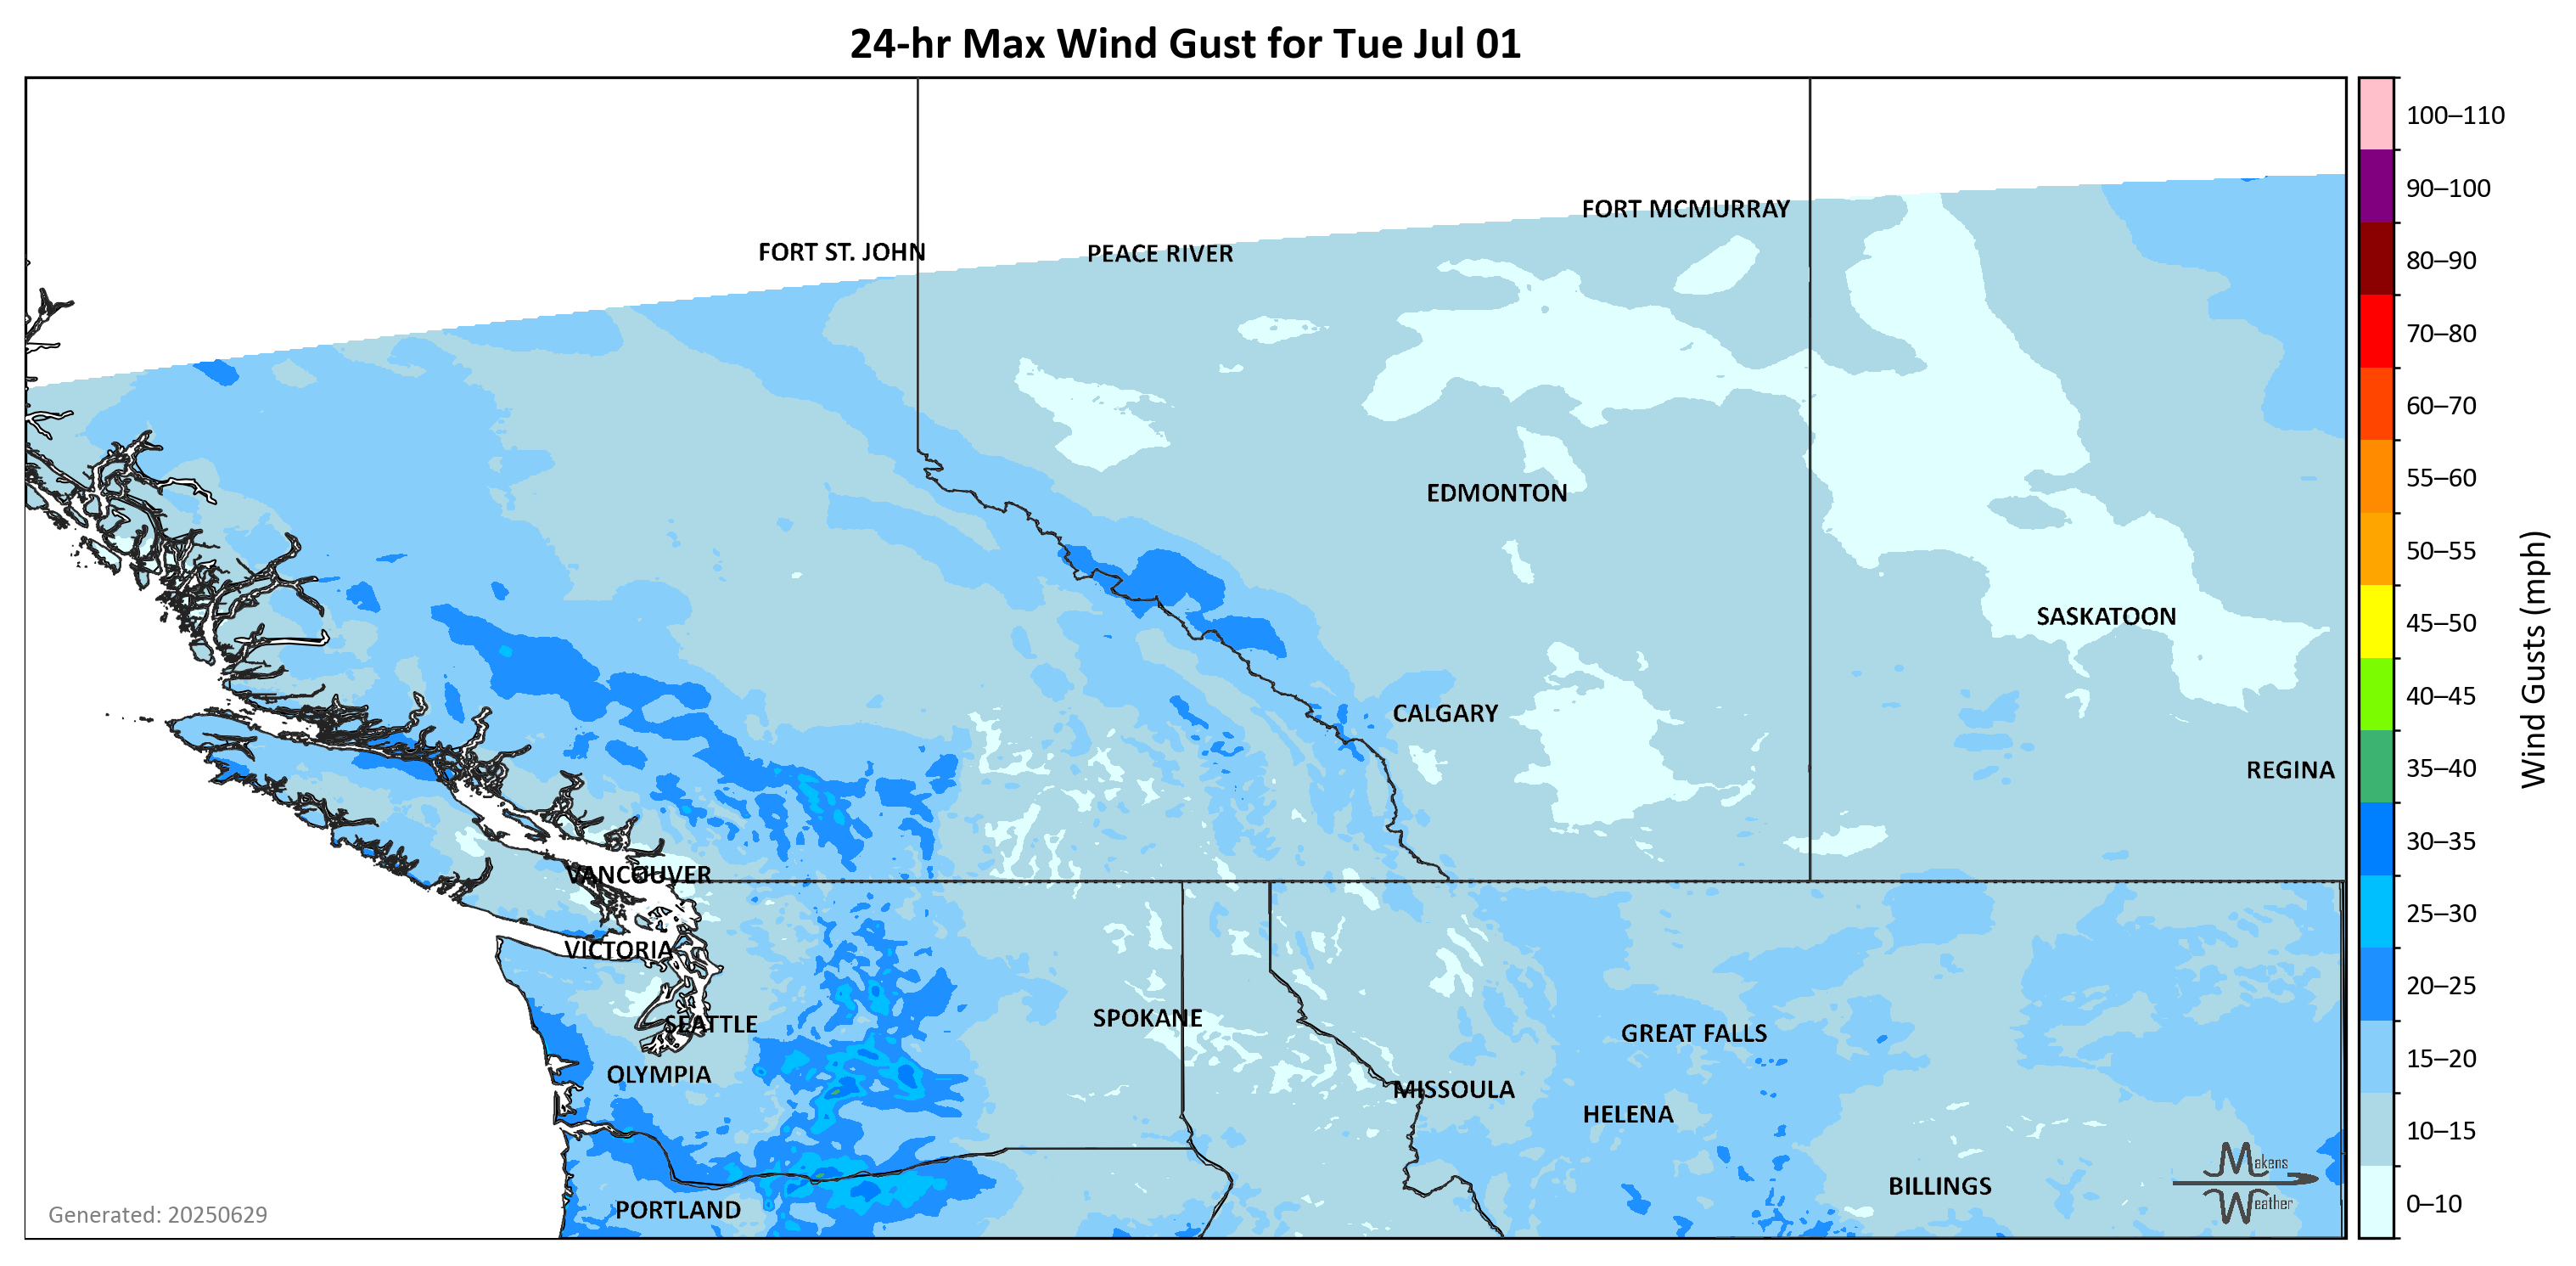 24-hr Max Wind Gust for Tue Jul 01
FORT MCMURRAY
FORT ST. JOHN
PEACE RIVER
EDMONTON
SASKATOON
CALGARY
REGINA
VANCOUVER
VICTORIA
SEATTLE
SPOKANE
GREAT FALLS
OLYMPIA
MISSOULA
HELENA
BILLINGS
PORTLAND
Makens
Weather
Generated: 20250629
100–110
90–100
80–90
70–80
60–70
55–60
50–55
45–50
40–45
35–40
30–35
25–30
20–25
15–20
10–15
0–10
Wind Gusts (mph)